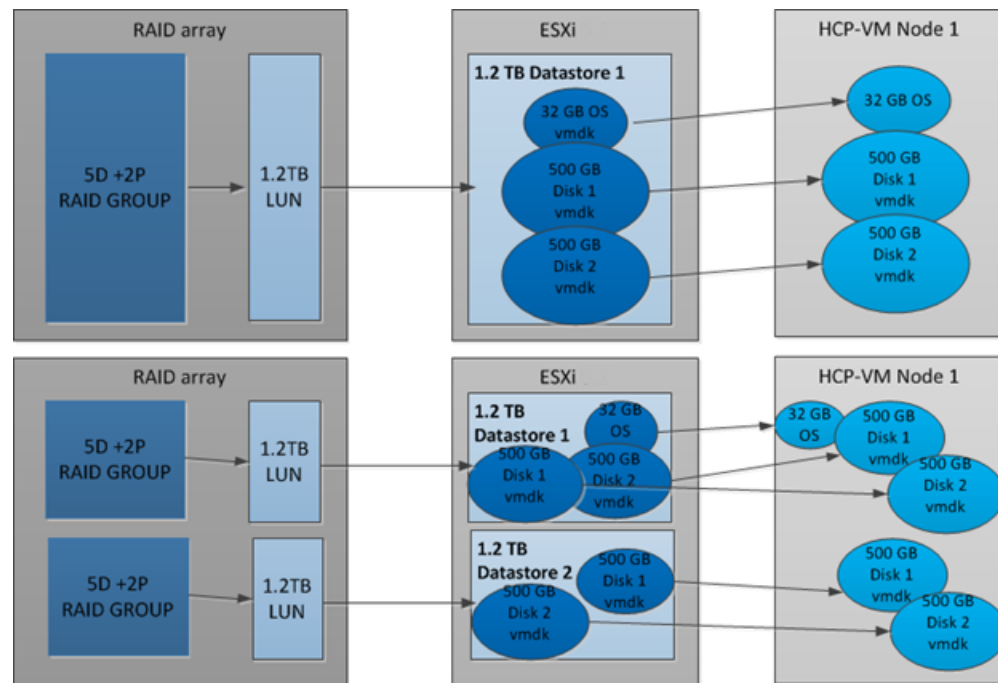 RAID array
5D +2P
RAID GROUP
1.2TB
LUN
ESXi
1.2 TB Datastore 1
32 GB OS
vmdk
500 GB
Disk 1
vmdk
500 GB
Disk 2
vmdk
HCP-VM Node 1
32 GB OS
500 GB
Disk 1
vmdk
500 GB
Disk 2
vmdk
RAID array
5D +2P
RAID GROUP
1.2TB
LUN
5D +2P
RAID GROUP
1.2TB
LUN
ESXi
1.2 TB
Datastore 1
32 GB
OS
500 GB
Disk 1
vmdk
500 GB
Disk 2
vmdk
1.2 TB
Datastore 2
500 GB
Disk 1
vmdk
500 GB
Disk 2
vmdk
HCP-VM Node 1
32 GB
OS
500 GB
Disk 1
vmdk
500 GB
Disk 2
vmdk
500 GB
Disk 1
vmdk
500 GB
Disk 2
vmdk